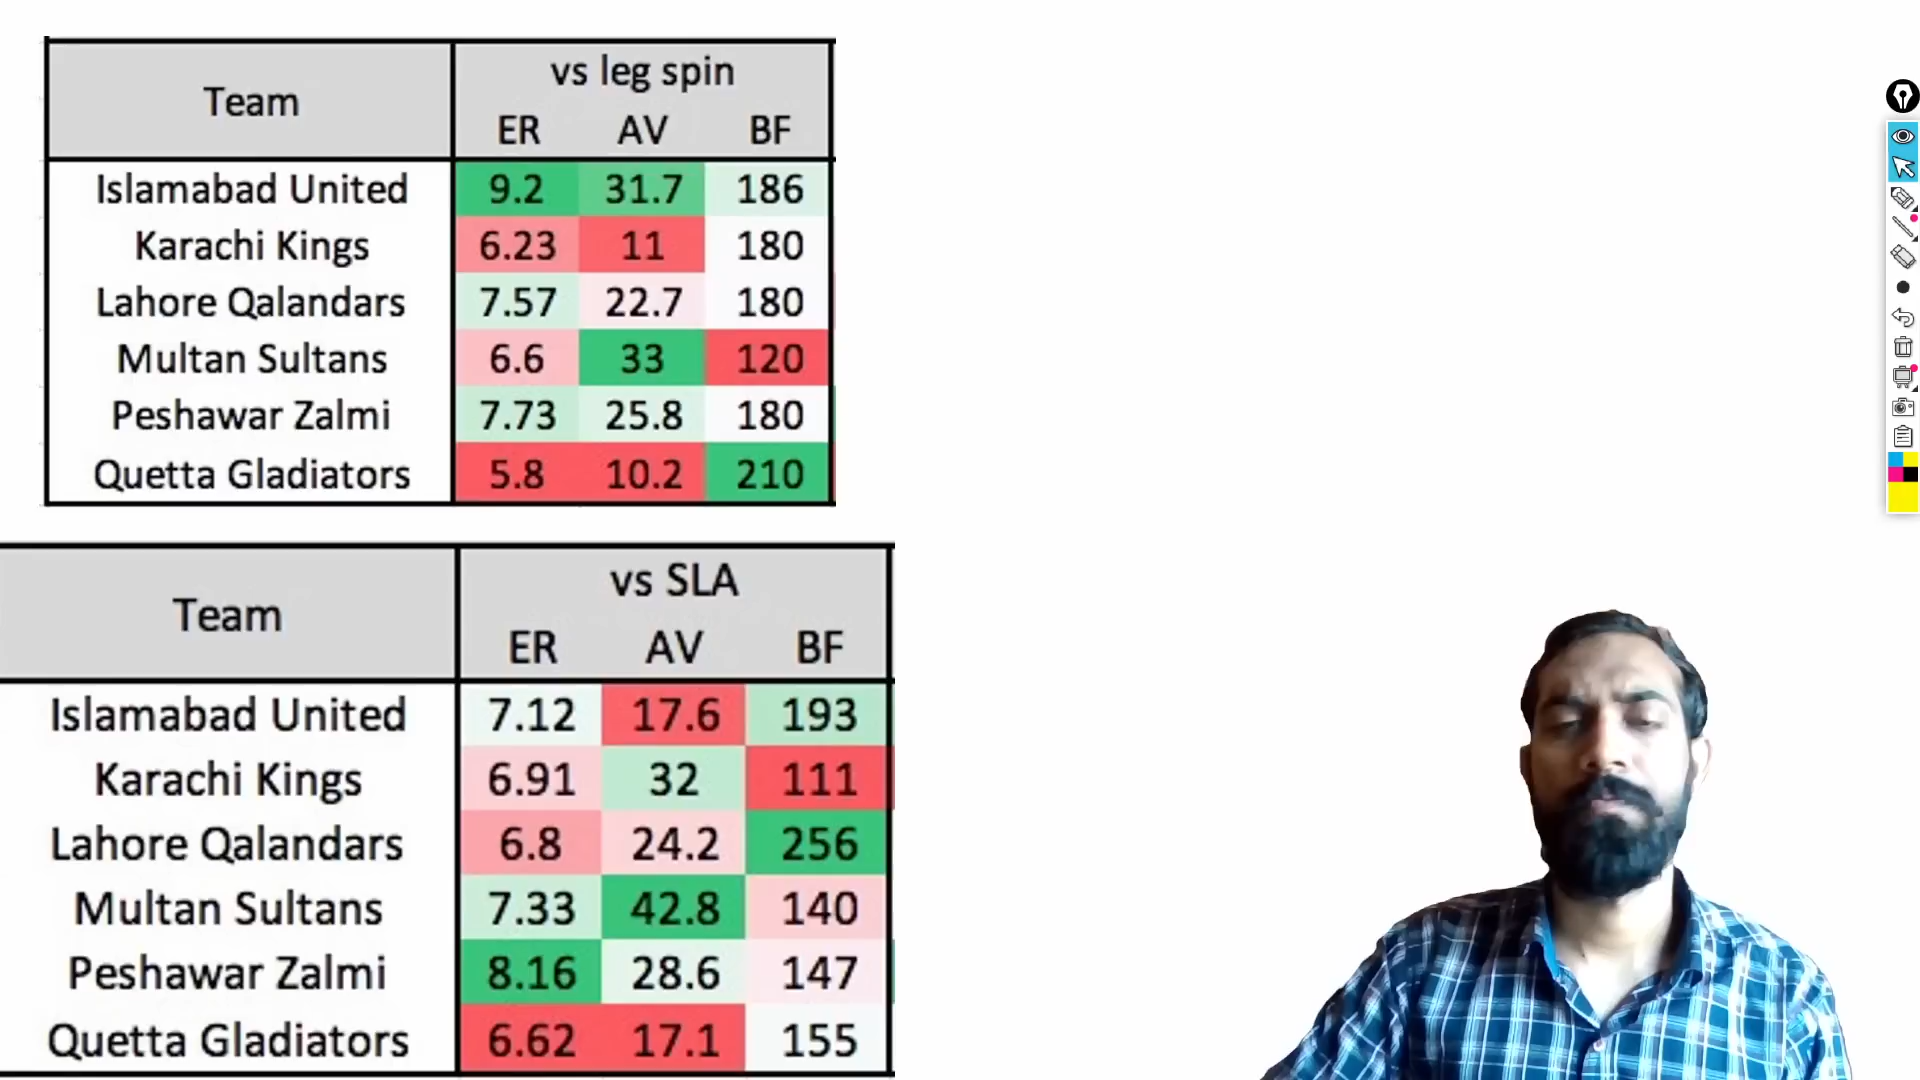 Team vs leg spin
ER AV BF
Islamabad United 9.2 31.7 186
Karachi Kings 6.23 11 180
Lahore Qalandars 7.57 22.7 180
Multan Sultans 6.6 33 120
Peshawar Zalmi 7.73 25.8 180
Quetta Gladiators 5.8 10.2 210
Team vs SLA
ER AV BF
Islamabad United 7.12 17.6 193
Karachi Kings 6.91 32 111
Lahore Qalandars 6.8 24.2 256
Multan Sultans 7.33 42.8 140
Peshawar Zalmi 8.16 28.6 147
Quetta Gladiators 6.62 17.1 155